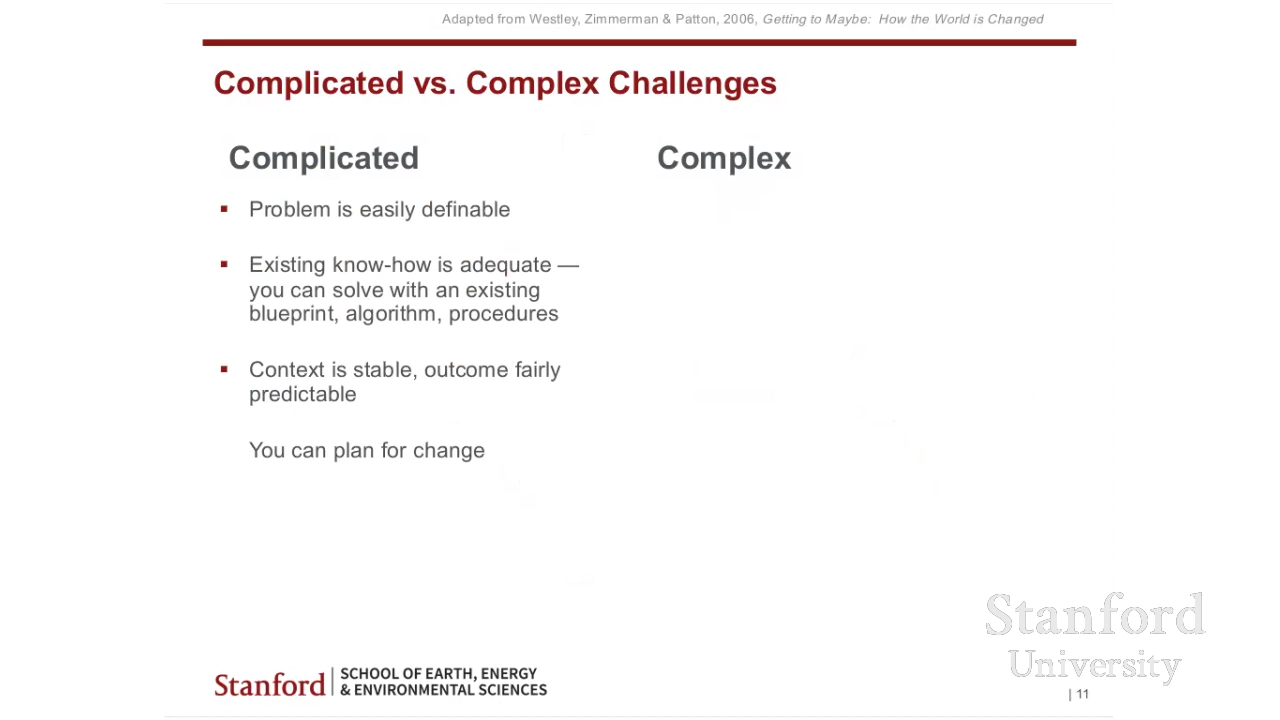 Adapted from Westley, Zimmerman & Patton, 2006, Getting to Maybe: How the World is Changed
Complicated vs. Complex Challenges
Complicated
▪ Problem is easily definable
▪ Existing know-how is adequate —
you can solve with an existing
blueprint, algorithm, procedures
▪ Context is stable, outcome fairly
predictable
You can plan for change
Complex
Stanford
University
Stanford | SCHOOL OF EARTH, ENERGY
& ENVIRONMENTAL SCIENCES
| 11